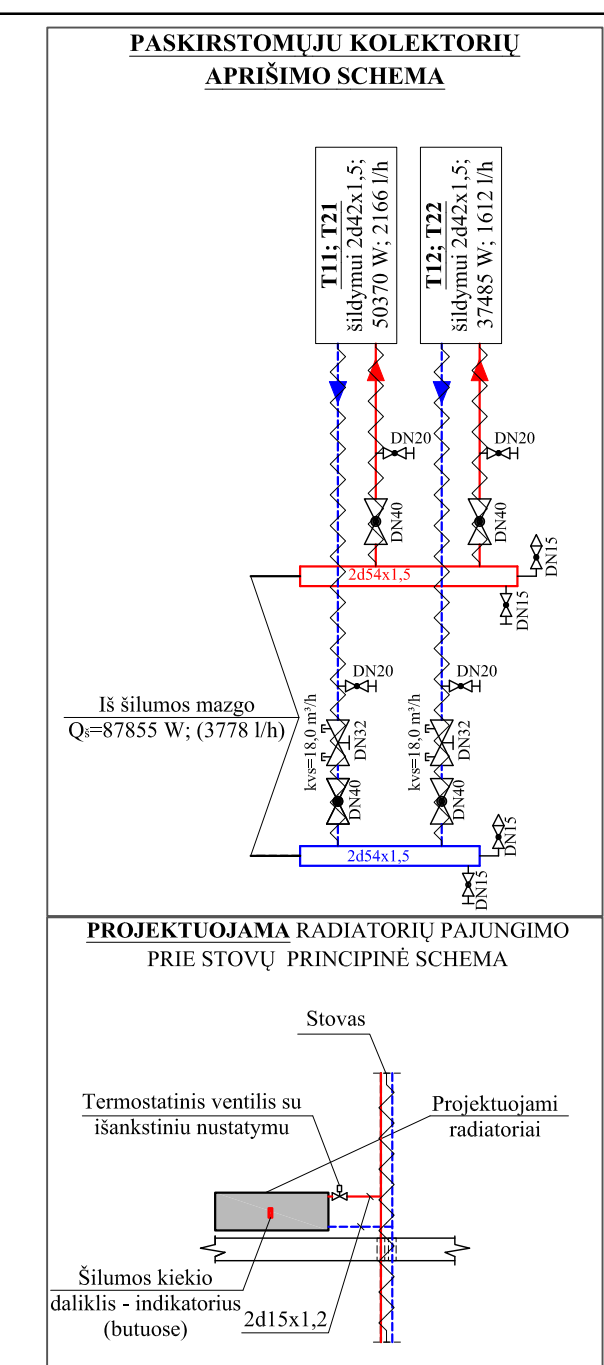 PASKIRSTOMŲJU KOLEKTORIŲ
APRIŠIMO SCHEMA
T11; T21
šildymui 2d42x1,5;
50370 W; 2166 l/h
T12; T22
šildymui 2d42x1,5;
37485 W; 1612 l/h
DN20
DN20
DN40
DN40
DN15
2d54x1,5
DN15
DN20
DN20
Iš šilumos mazgo
Qš=87855 W; (3778 l/h)
kvs=18,0 m³/h
DN32
kvs=18,0 m³/h
DN32
DN40
DN40
DN15
2d54x1,5
DN15
PROJEKTUOJAMA RADIATORIŲ PAJUNGIMO
PRIE STOVŲ PRINCIPINĖ SCHEMA
Stovas
Termostatinis ventilis su
išankstiniu nustatymu
Projektuojami
radiatoriai
Šilumos kiekio
daliklis - indikatorius
(butuose)
2d15x1,2